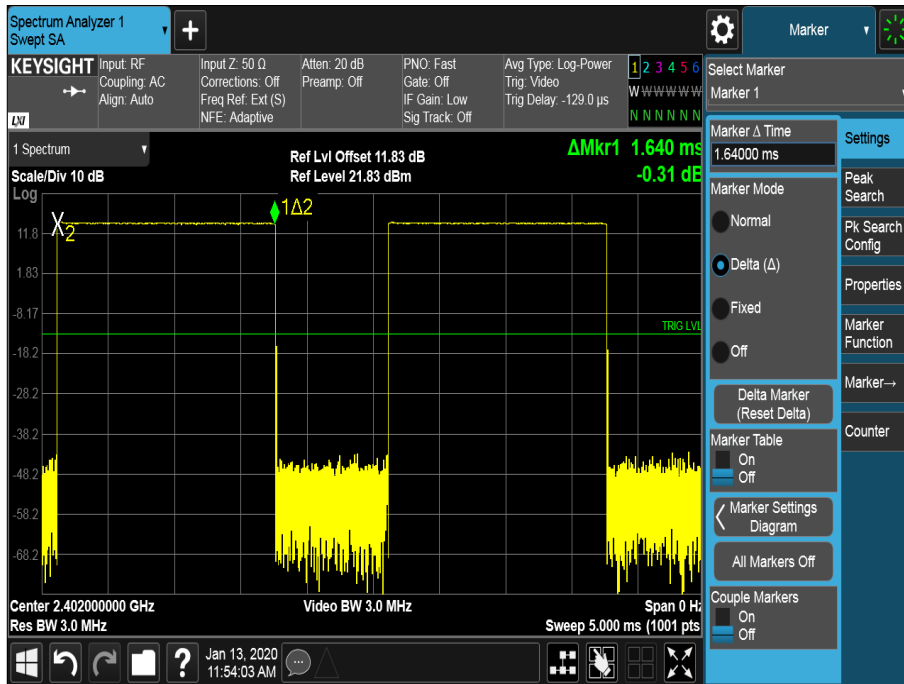 Spectrum Analyzer 1
Swept SA
Marker
KEYSIGHT
Input: RF
Coupling: AC
Align: Auto
Input Z: 50 Ω
Corrections: Off
Freq Ref: Ext (S)
NFE: Adaptive
Atten: 20 dB
Preamp: Off
PNO: Fast
Gate: Off
IF Gain: Low
Sig Track: Off
Avg Type: Log-Power
Trig: Video
Trig Delay: -129.0 µs
1 2 3 4 5 6
W W W W W W
N N N N N N
LXI
Select Marker
Marker 1
1 Spectrum
Scale/Div 10 dB
Ref Lvl Offset 11.83 dB
Ref Level 21.83 dBm
ΔMkr1 1.640 ms
-0.31 dB
Log
11.8
1.83
-8.17
-18.2
-28.2
-38.2
-48.2
-58.2
-68.2
X2
1Δ2
TRIG LVL
Center 2.402000000 GHz
Res BW 3.0 MHz
Video BW 3.0 MHz
Span 0 Hz
Sweep 5.000 ms (1001 pts
Marker Δ Time
1.64000 ms
Marker Mode
Normal
Delta (Δ)
Fixed
Off
Delta Marker
(Reset Delta)
Marker Table
On
Off
Marker Settings
Diagram
All Markers Off
Couple Markers
On
Off
Settings
Peak
Search
Pk Search
Config
Properties
Marker
Function
Marker→
Counter
?
Jan 13, 2020
11:54:03 AM